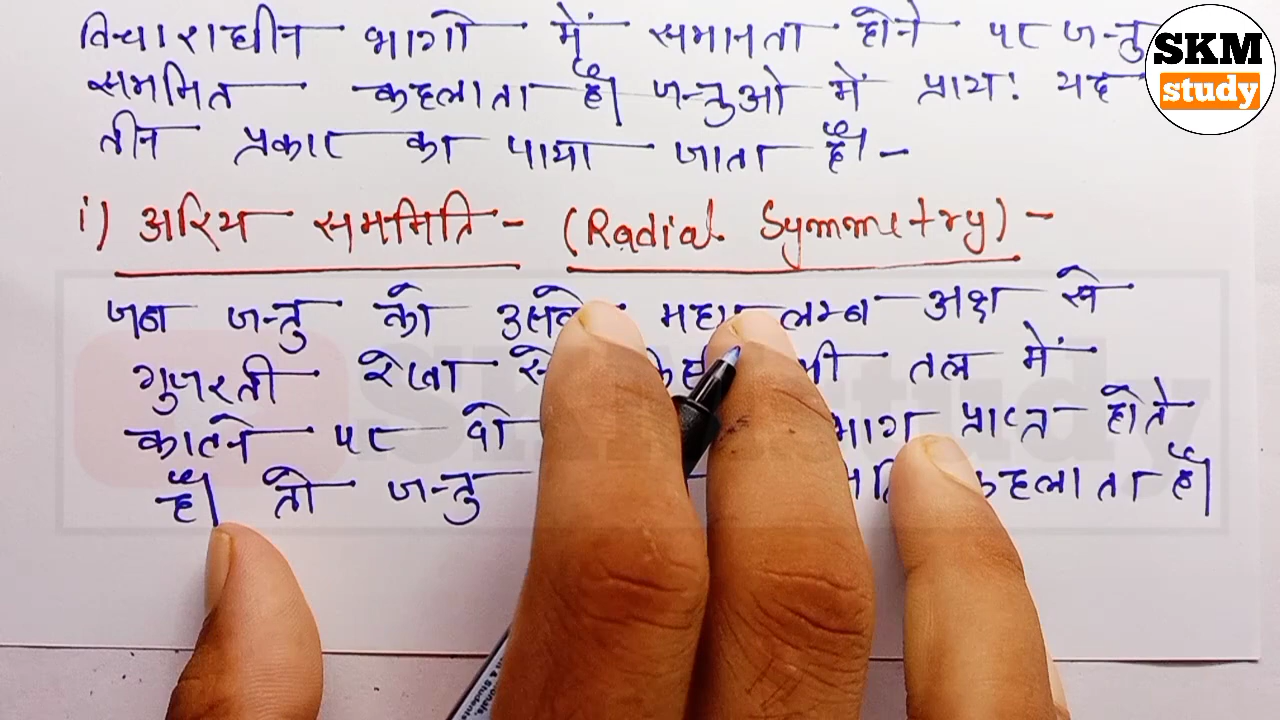 विचाराधीन भागो में समानता होने पर जन्तु
सममित कहलाता है। जन्तुओ में प्रायः यह
तीन प्रकार का पाया जाता है।-
i) अरिय सममिति- (Radial Symmetry)-
जब जन्तु को उसके लम्ब अक्ष से
गुजरती रेखा से तल में
काटने पर दो भाग प्राप्त होते
है। तो जन्तु कहलाता है।
SKM
study